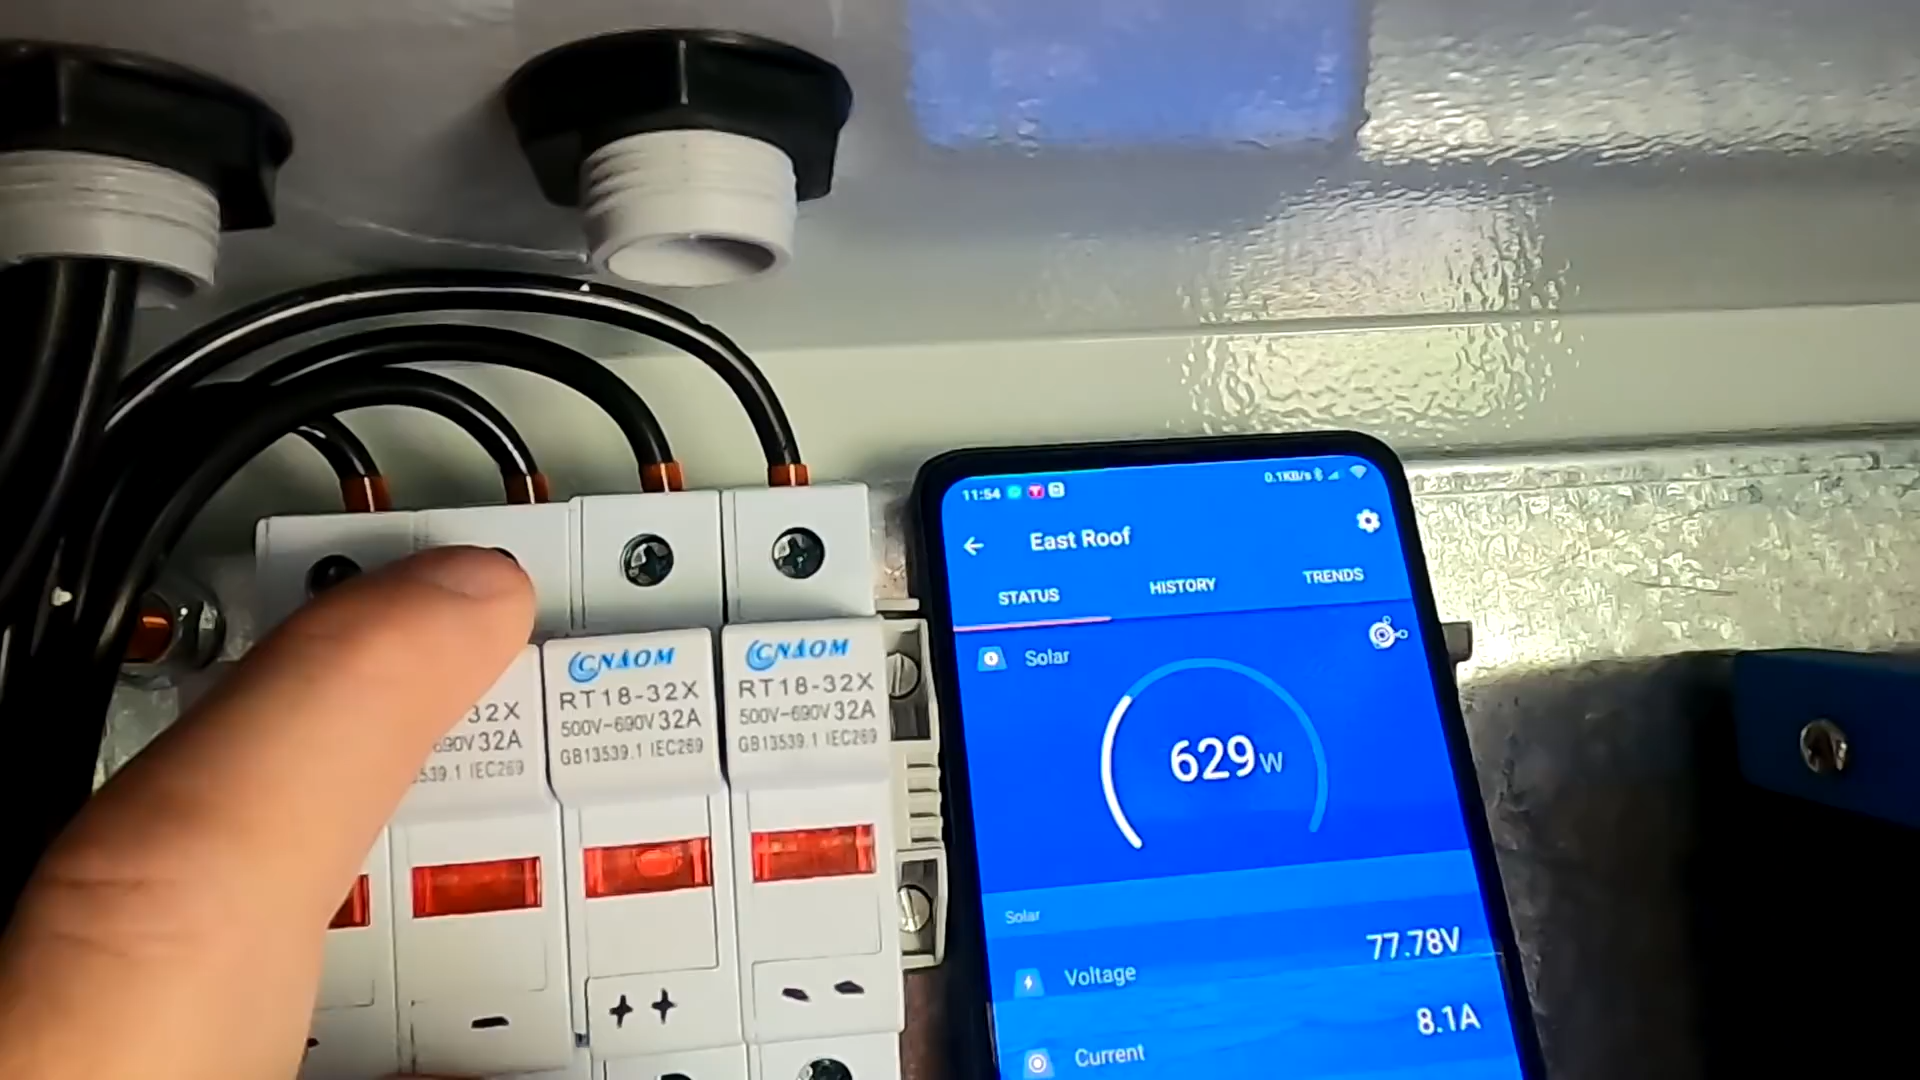 11:54
0.1KB/s
East Roof
STATUS
HISTORY
TRENDS
Solar
629W
Solar
Voltage
77.78V
Current
8.1A
32X
690V 32A
539.1 IEC269
-
CNAOM
RT18-32X
500V-690V 32A
GB13539.1 IEC269
+ +
CNAOM
RT18-32X
500V-690V 32A
GB13539.1 IEC269
- -